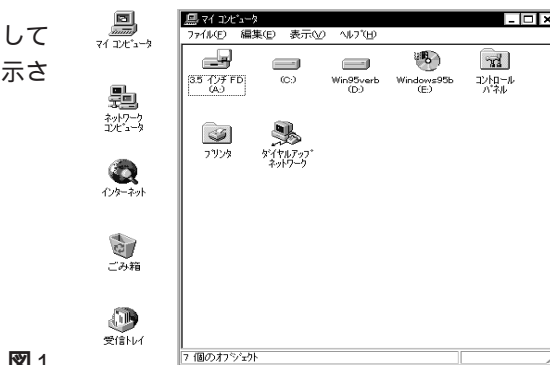 して
示さ
マイ コンピュータ
ネットワーク
コンピュータ
インターネット
ごみ箱
受信トレイ
図1
マイ コンピュータ
ファイル(F) 編集(E) 表示(V) ヘルプ(H)
3.5 インチ FD
(A:)
(C:)
Win95verb
(D:)
Windows95b
(E:)
コントロール
パネル
プリンタ
ダイヤルアップ
ネットワーク
7 個のオブジェクト